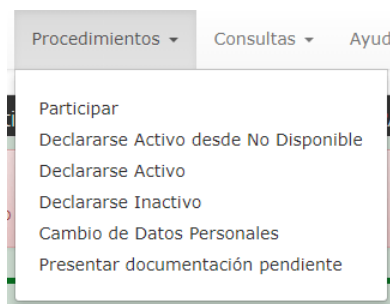 Procedimientos Consultas Ayud
Participar
Declararse Activo desde No Disponible
Declararse Activo
Declararse Inactivo
Cambio de Datos Personales
Presentar documentación pendiente